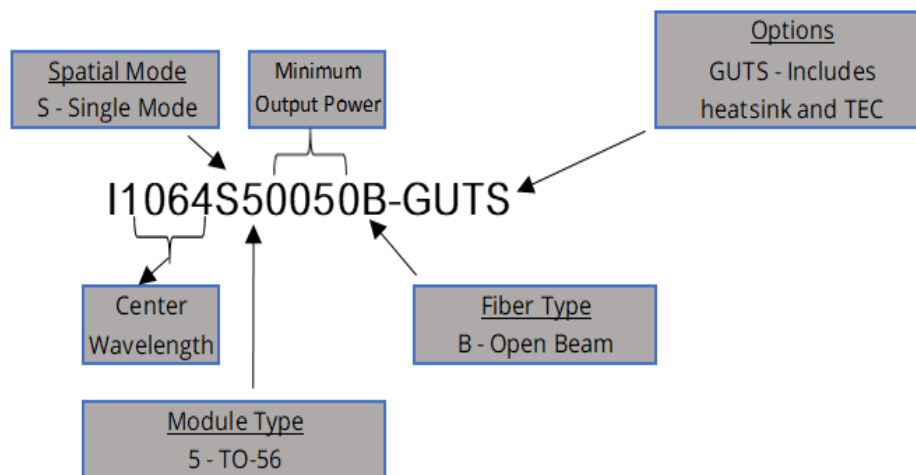 Spatial Mode
S - Single Mode
Minimum
Output Power
Options
GUTS - Includes
heatsink and TEC
I1064S50050B-GUTS
Center
Wavelength
Fiber Type
B - Open Beam
Module Type
5 - TO-56